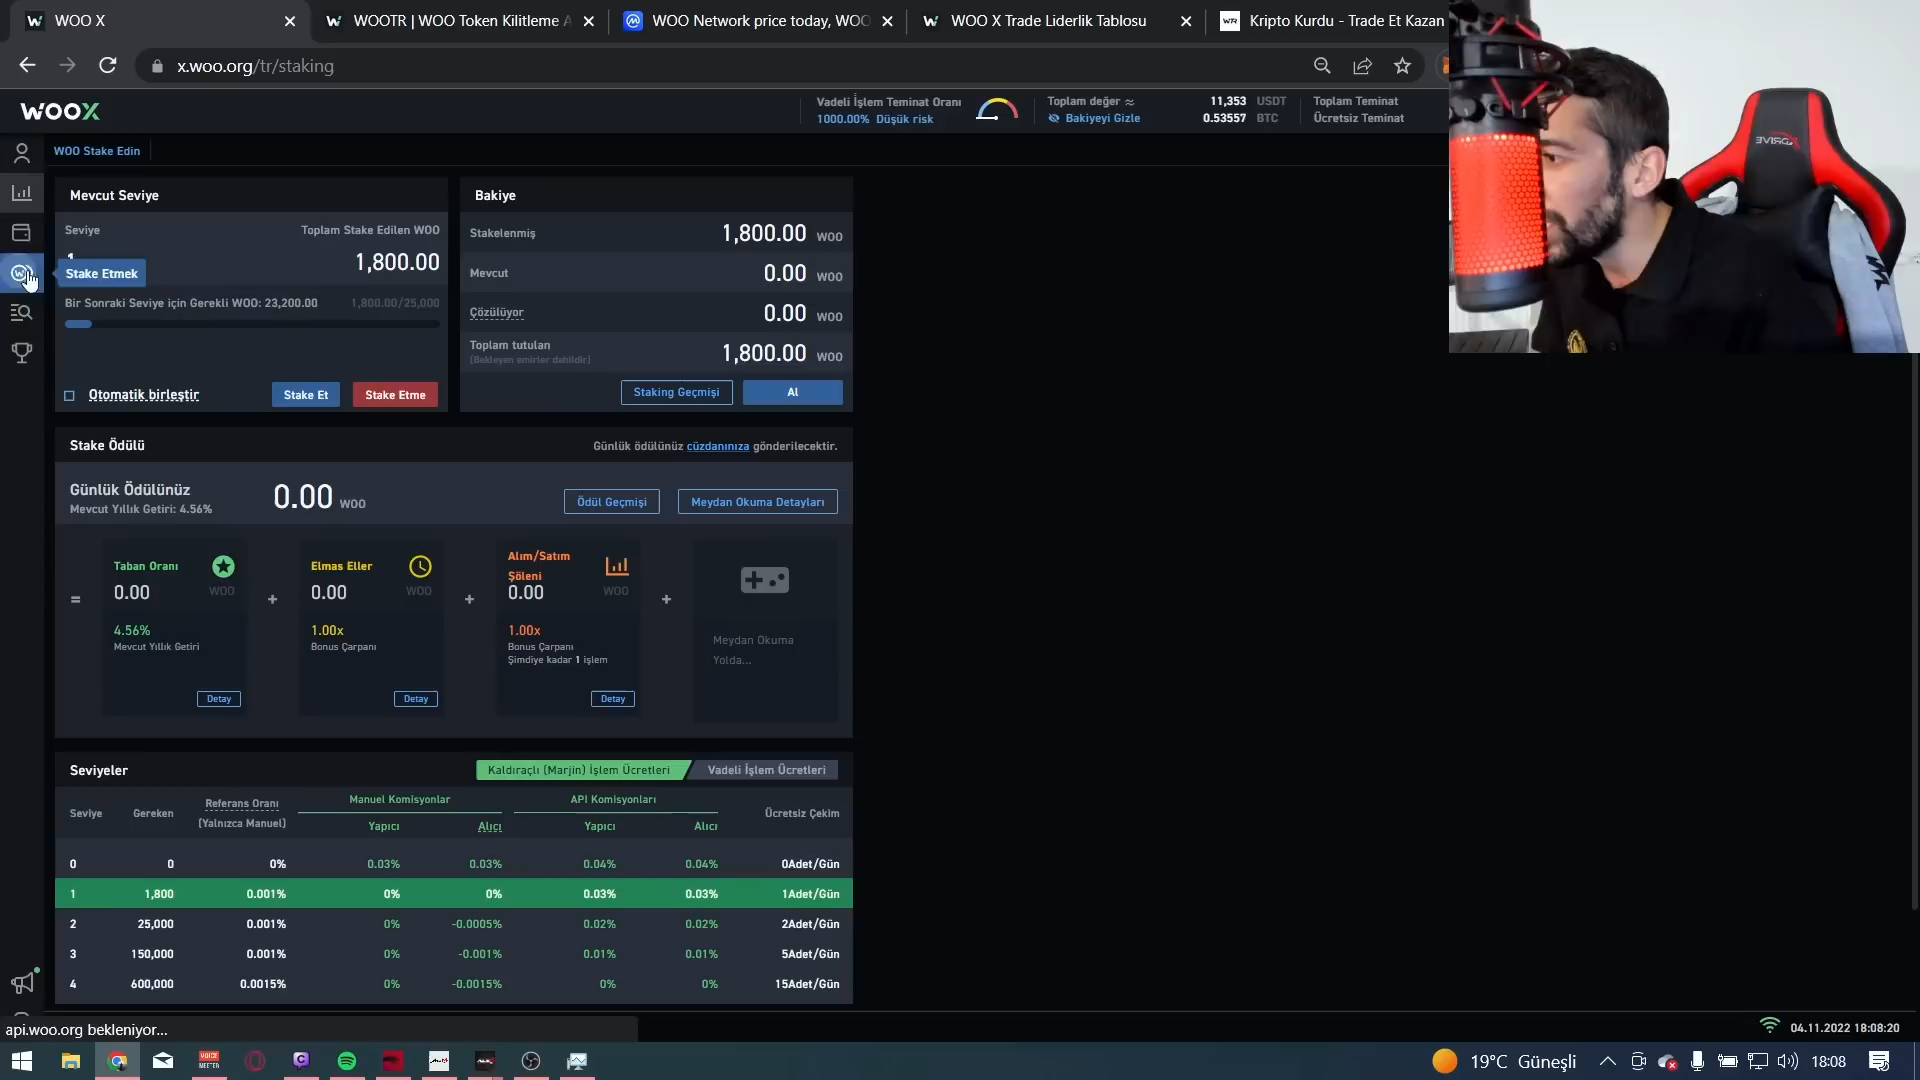 WOO X
WOOTR | WOO Token Kilitleme A
WOO Network price today, WOO
WOO X Trade Liderlik Tablosu
Kripto Kurdu - Trade Et Kazan
x.woo.org/tr/staking
WOOX
Vadeli İşlem Teminat Oranı
1000.00% Düşük risk
Toplam değer ≈
Bakiyeyi Gizle
11,353 USDT
0.53557 BTC
Toplam Teminat
Ücretsiz Teminat
WOO Stake Edin
Mevcut Seviye
Seviye
Toplam Stake Edilen WOO
1
1,800.00
Stake Etmek
Bir Sonraki Seviye için Gerekli WOO: 23,200.00
1,800.00/25,000
Otomatik birleştir
Stake Et
Stake Etme
Bakiye
Stakelenmiş 1,800.00 WOO
Mevcut 0.00 WOO
Çözülüyor 0.00 WOO
Toplam tutulan 1,800.00 WOO
(Bekleyen emirler dahildir)
Staking Geçmişi
Al
Stake Ödülü
Günlük ödülünüz cüzdanınıza gönderilecektir.
Günlük Ödülünüz
Mevcut Yıllık Getiri: 4.56%
0.00 WOO
Ödül Geçmişi
Meydan Okuma Detayları
=
Taban Oranı
0.00 WOO
4.56%
Mevcut Yıllık Getiri
Detay
+
Elmas Eller
0.00 WOO
1.00x
Bonus Çarpanı
Detay
+
Alım/Satım
Şöleni
0.00 WOO
1.00x
Bonus Çarpanı
Şimdiye kadar 1 işlem
Detay
+
Meydan Okuma
Yolda...
Seviyeler
Kaldıraçlı (Marjin) İşlem Ücretleri
Vadeli İşlem Ücretleri
Seviye
Gereken
Referans Oranı
(Yalnızca Manuel)
Manuel Komisyonlar
Yapıcı
Alıcı
API Komisyonları
Yapıcı
Alıcı
Ücretsiz Çekim
0 0 0% 0.03% 0.03% 0.04% 0.04% 0Adet/Gün
1 1,800 0.001% 0% 0% 0.03% 0.03% 1Adet/Gün
2 25,000 0.001% 0% -0.0005% 0.02% 0.02% 2Adet/Gün
3 150,000 0.001% 0% -0.001% 0.01% 0.01% 5Adet/Gün
4 600,000 0.0015% 0% -0.0015% 0% 0% 15Adet/Gün
api.woo.org bekleniyor...
04.11.2022 18:08:20
VOICE
MEETER
19°C Güneşli
18:08
XDRIVE